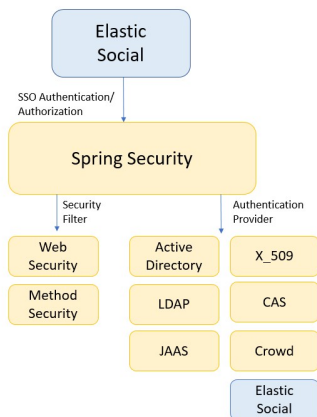 Elastic
Social
SSO Authentication/
Authorization
Spring Security
Security
Filter
Authentication
Provider
Web
Security
Method
Security
Active
Directory
X_509
LDAP
CAS
JAAS
Crowd
Elastic
Social